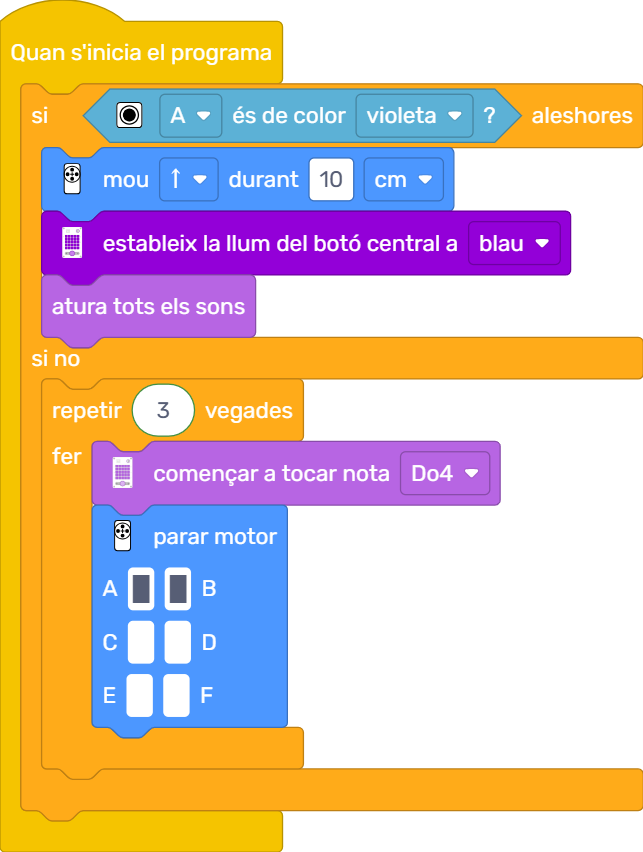 Quan s'inicia el programa
si A és de color violeta ? aleshores
mou ↑ durant 10 cm
estableix la llum del botó central a blau
atura tots els sons
si no
repetir 3 vegades
fer
començar a tocar nota Do4
parar motor
A B
C D
E F